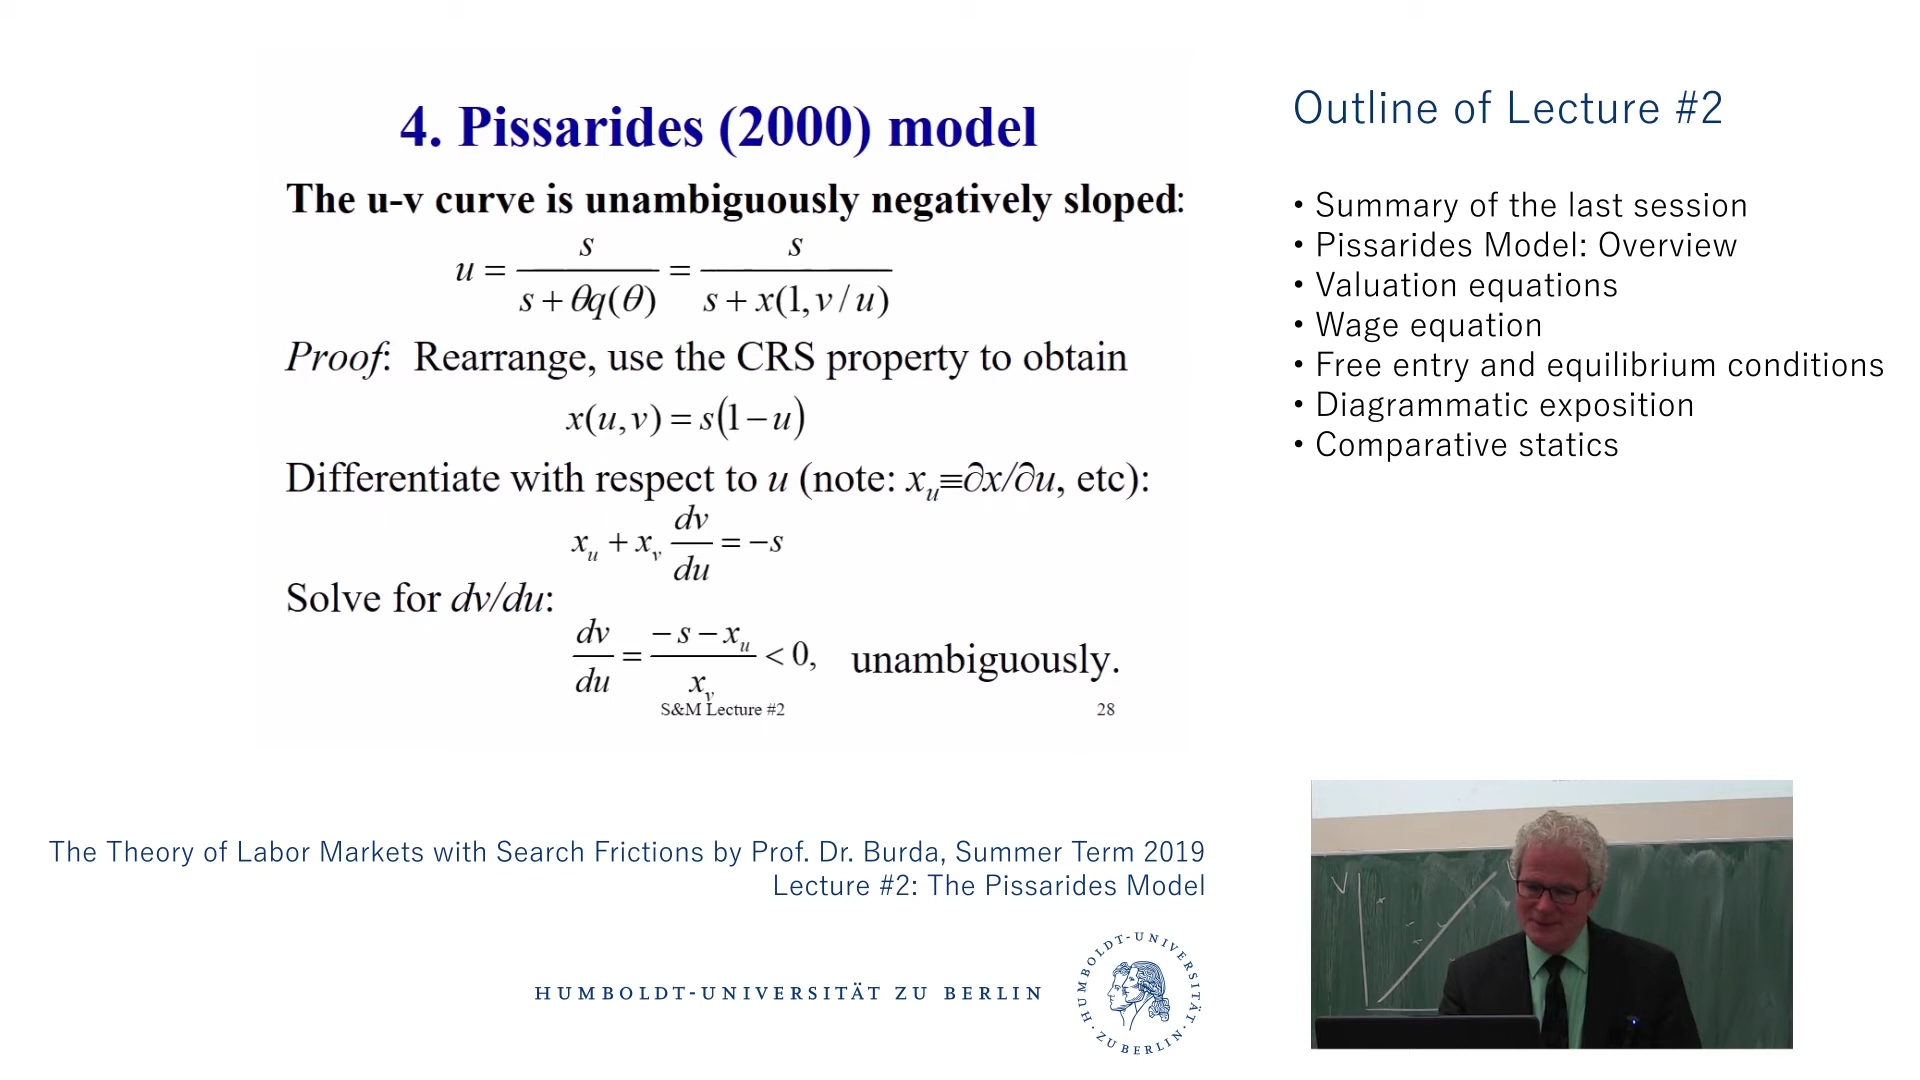 4. Pissarides (2000) model
The u-v curve is unambiguously negatively sloped:
u = s / (s + θq(θ)) = s / (s + x(1, v / u))
Proof: Rearrange, use the CRS property to obtain
x(u, v) = s(1 − u)
Differentiate with respect to u (note: x_u≡∂x/∂u, etc):
x_u + x_v dv/du = −s
Solve for dv/du:
dv/du = (−s − x_u) / x_v < 0, unambiguously.
S&M Lecture #2
28
Outline of Lecture #2
• Summary of the last session
• Pissarides Model: Overview
• Valuation equations
• Wage equation
• Free entry and equilibrium conditions
• Diagrammatic exposition
• Comparative statics
The Theory of Labor Markets with Search Frictions by Prof. Dr. Burda, Summer Term 2019
Lecture #2: The Pissarides Model
HUMBOLDT-UNIVERSITÄT ZU BERLIN
HUMBOLDT-UNIVERSITÄT · ZU BERLIN ·
V